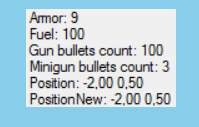 Armor: 9
Fuel: 100
Gun bullets count: 100
Minigun bullets count: 3
Position: -2,00 0,50
PositionNew: -2,00 0,50